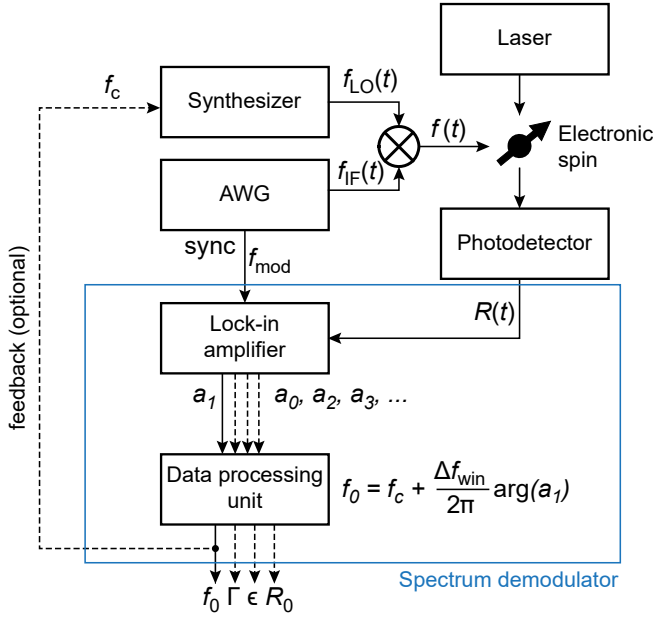 Laser
f_c
Synthesizer
f_LO(t)
f(t)
Electronic
spin
AWG
f_IF(t)
sync
f_mod
Photodetector
R(t)
feedback (optional)
Lock-in
amplifier
a_1
a_0, a_2, a_3, ...
Data processing
unit
f_0 = f_c + Δf_win/2π arg(a_1)
Spectrum demodulator
f_0 Γ ϵ R_0